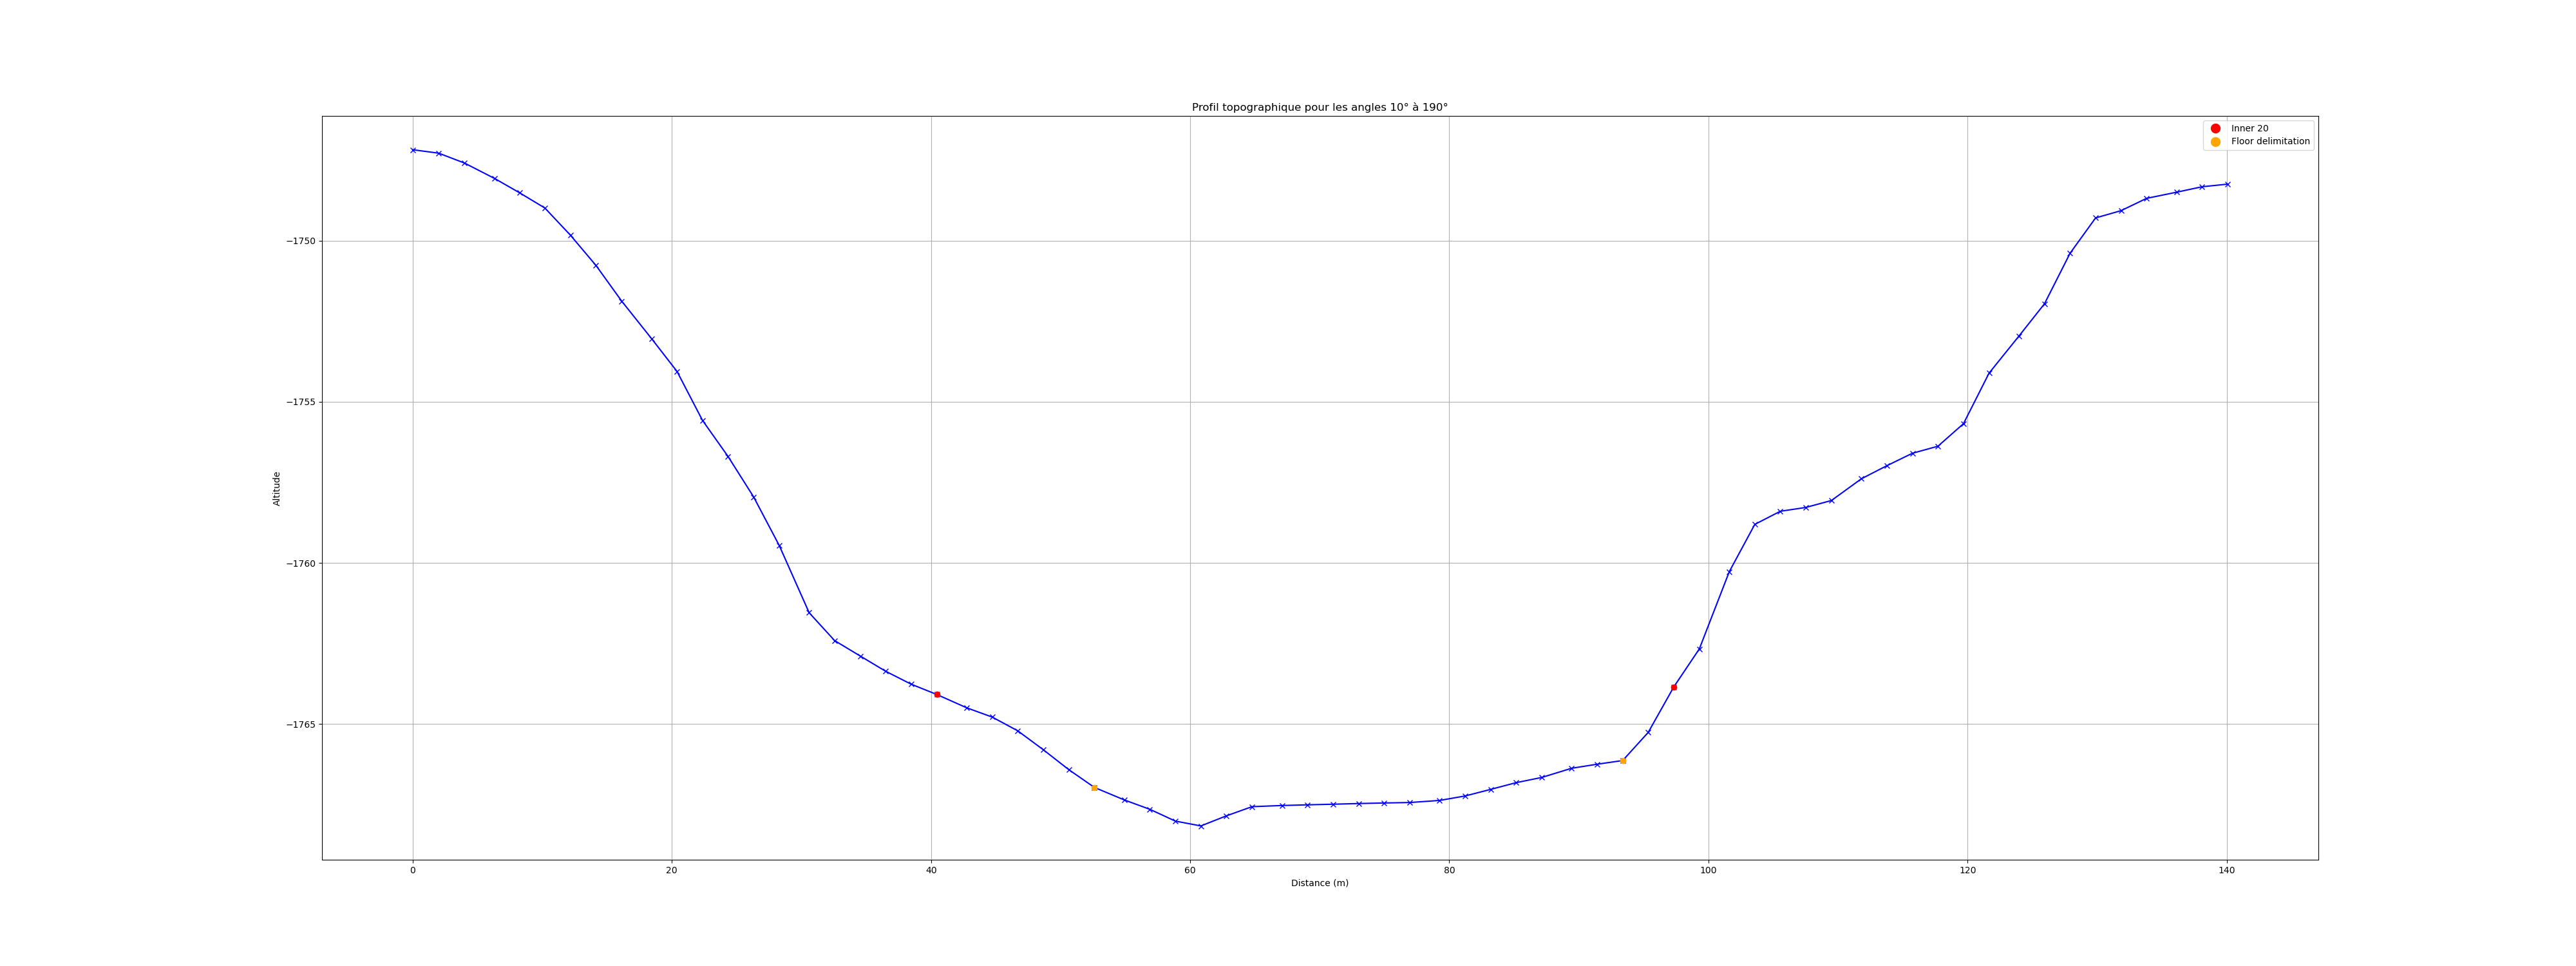 Profil topographique pour les angles 10° à 190°
Inner 20
Floor delimitation
Altitude
−1750
−1755
−1760
−1765
0 20 40 60 80 100 120 140
Distance (m)